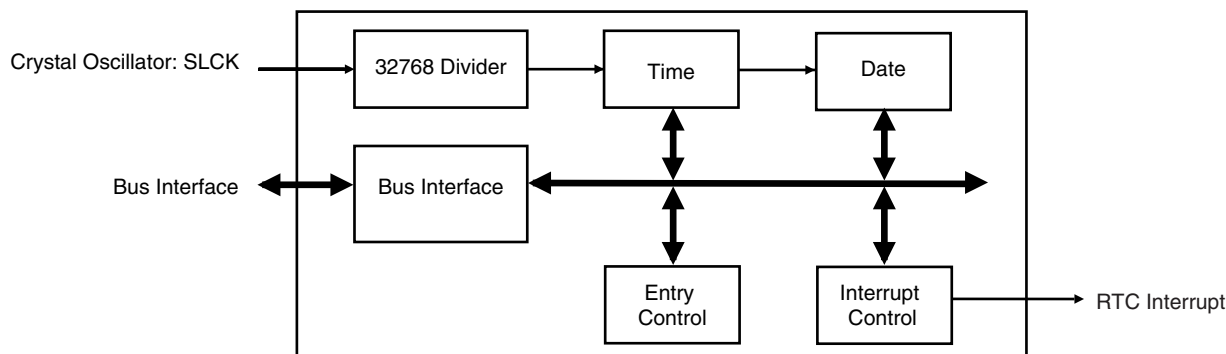 Crystal Oscillator: SLCK
32768 Divider
Time
Date
Bus Interface
Bus Interface
Entry
Control
Interrupt
Control
RTC Interrupt